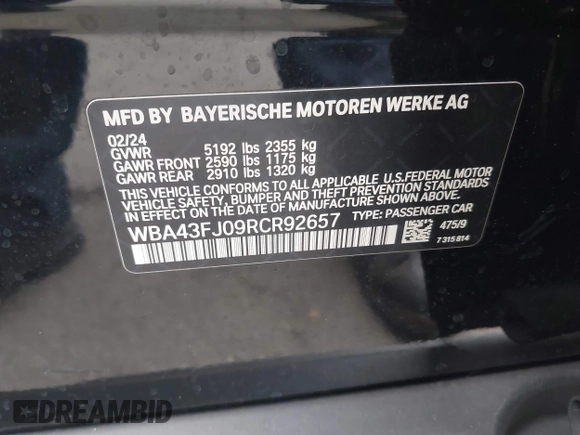 MFD BY BAYERISCHE MOTOREN WERKE AG
02/24
GVWR 5192 lbs 2355 kg
GAWR FRONT 2590 lbs 1175 kg
GAWR REAR 2910 lbs 1320 kg
THIS VEHICLE CONFORMS TO ALL APPLICABLE U.S.FEDERAL MOTOR
VEHICLE SAFETY, BUMPER, AND THEFT PREVENTION STANDARDS
IN EFFECT ON THE DATE OF MANUFACTURE SHOWN ABOVE.
WBA43FJ09RCR92657 TYPE: PASSENGER CAR
475/9
7 315 814
DREAMBID